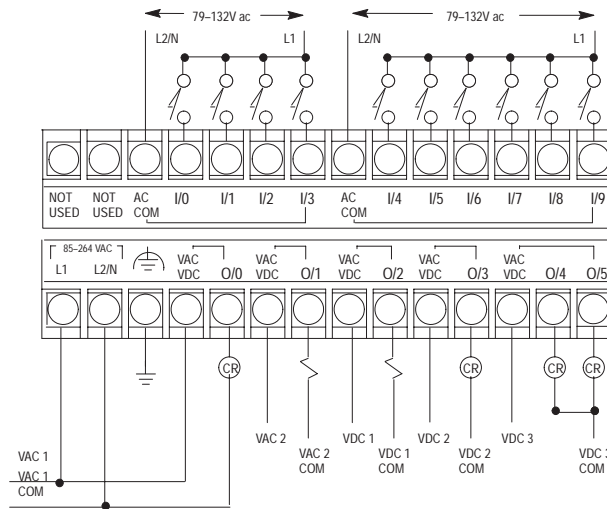 79–132V ac
79–132V ac
L2/N
L1
L2/N
L1
NOT USED
NOT USED
AC COM
I/0
I/1
I/2
I/3
AC COM
I/4
I/5
I/6
I/7
I/8
I/9
85–264 VAC
L1
L2/N
VAC VDC
O/0
VAC VDC
O/1
VAC VDC
O/2
VAC VDC
O/3
VAC VDC
O/4
O/5
CR
CR
CR
CR
VAC 2
VAC 2 COM
VDC 1
VDC 1 COM
VDC 2
VDC 2 COM
VDC 3
VDC 3 COM
VAC 1
VAC 1 COM